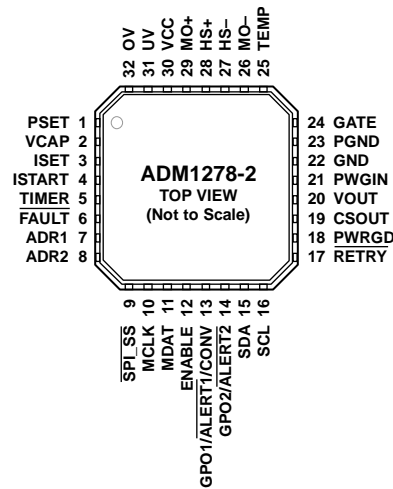 32 OV
31 UV
30 VCC
29 MO+
28 HS+
27 HS–
26 MO–
25 TEMP
PSET 1
VCAP 2
ISET 3
ISTART 4
TIMER 5
FAULT 6
ADR1 7
ADR2 8
ADM1278-2
TOP VIEW
(Not to Scale)
24 GATE
23 PGND
22 GND
21 PWGIN
20 VOUT
19 CSOUT
18 PWRGD
17 RETRY
SPI_SS 9
MCLK 10
MDAT 11
ENABLE 12
GPO1/ALERT1/CONV 13
GPO2/ALERT2 14
SDA 15
SCL 16